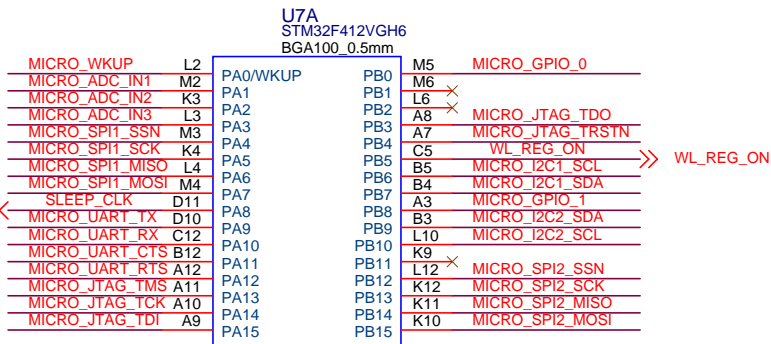 U7A
STM32F412VGH6
BGA100_0.5mm
MICRO_WKUP L2 PA0/WKUP PB0 M5 MICRO_GPIO_0
MICRO_ADC_IN1 M2 PA1 PB1 M6
MICRO_ADC_IN2 K3 PA2 PB2 L6
MICRO_ADC_IN3 L3 PA3 PB3 A8 MICRO_JTAG_TDO
MICRO_SPI1_SSN M3 PA4 PB4 A7 MICRO_JTAG_TRSTN
MICRO_SPI1_SCK K4 PA5 PB5 C5 WL_REG_ON WL_REG_ON
MICRO_SPI1_MISO L4 PA6 PB6 B5 MICRO_I2C1_SCL
MICRO_SPI1_MOSI M4 PA7 PB7 B4 MICRO_I2C1_SDA
SLEEP_CLK D11 PA8 PB8 A3 MICRO_GPIO_1
MICRO_UART_TX D10 PA9 PB9 B3 MICRO_I2C2_SDA
MICRO_UART_RX C12 PA10 PB10 L10 MICRO_I2C2_SCL
MICRO_UART_CTS B12 PA11 PB11 K9
MICRO_UART_RTS A12 PA12 PB12 L12 MICRO_SPI2_SSN
MICRO_JTAG_TMS A11 PA13 PB13 K12 MICRO_SPI2_SCK
MICRO_JTAG_TCK A10 PA14 PB14 K11 MICRO_SPI2_MISO
MICRO_JTAG_TDI A9 PA15 PB15 K10 MICRO_SPI2_MOSI